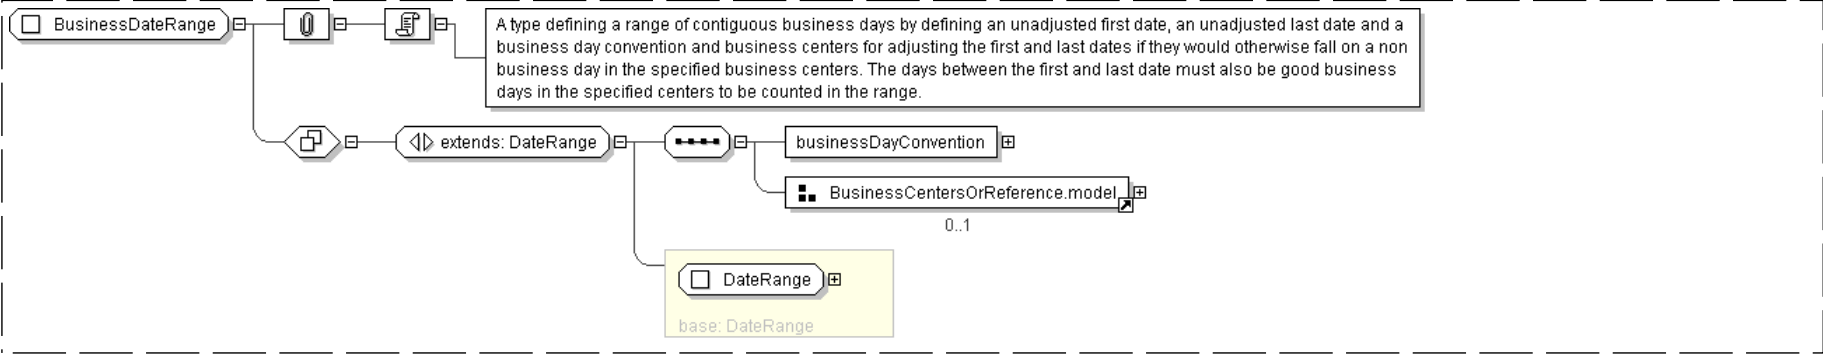 BusinessDateRange
A type defining a range of contiguous business days by defining an unadjusted first date, an unadjusted last date and a
business day convention and business centers for adjusting the first and last dates if they would otherwise fall on a non
business day in the specified business centers. The days between the first and last date must also be good business
days in the specified centers to be counted in the range.
extends: DateRange
businessDayConvention
BusinessCentersOrReference.model
0..1
DateRange
base: DateRange